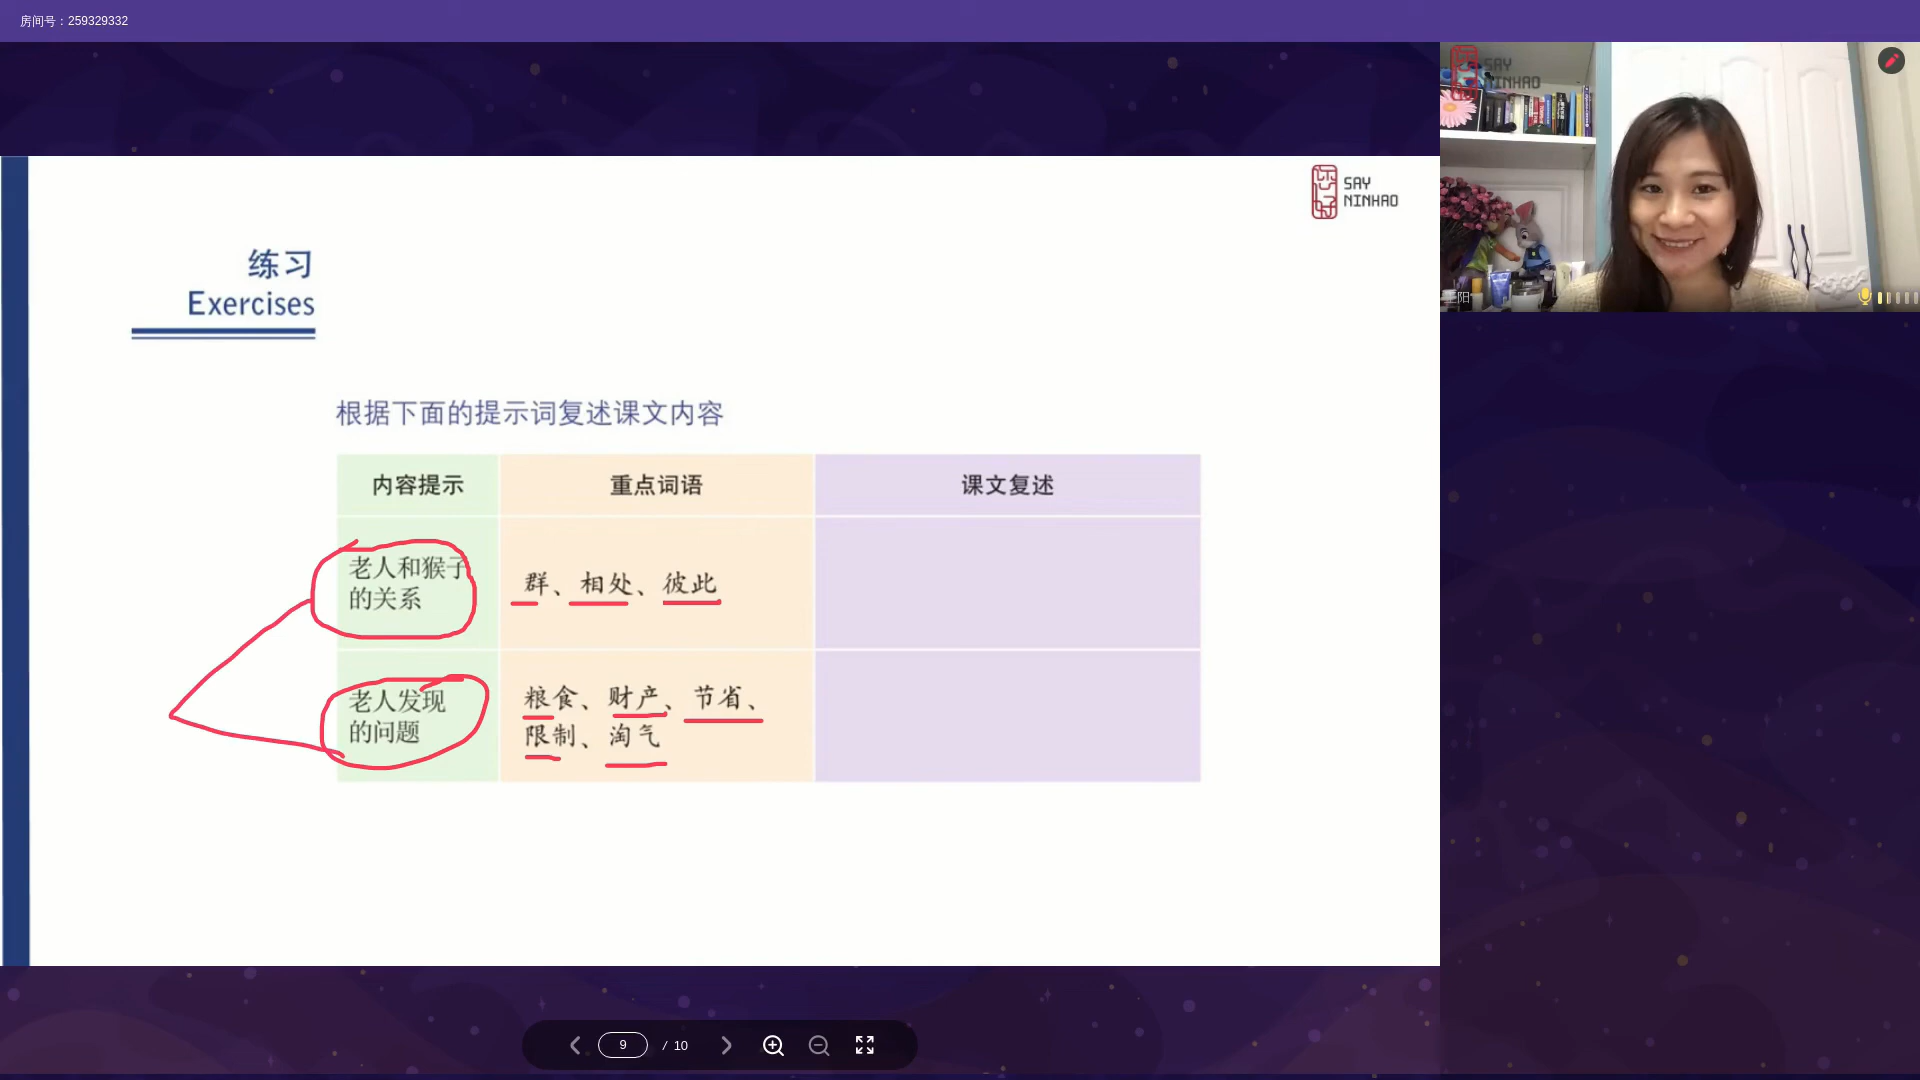 房间号：259329332
SAY
NINHAO
SAY
NINHAO
练习
Exercises
根据下面的提示词复述课文内容
内容提示 重点词语 课文复述
老人和猴子
的关系
群、相处、彼此
老人发现
的问题
粮食、财产、节省、
限制、淘气
9 / 10